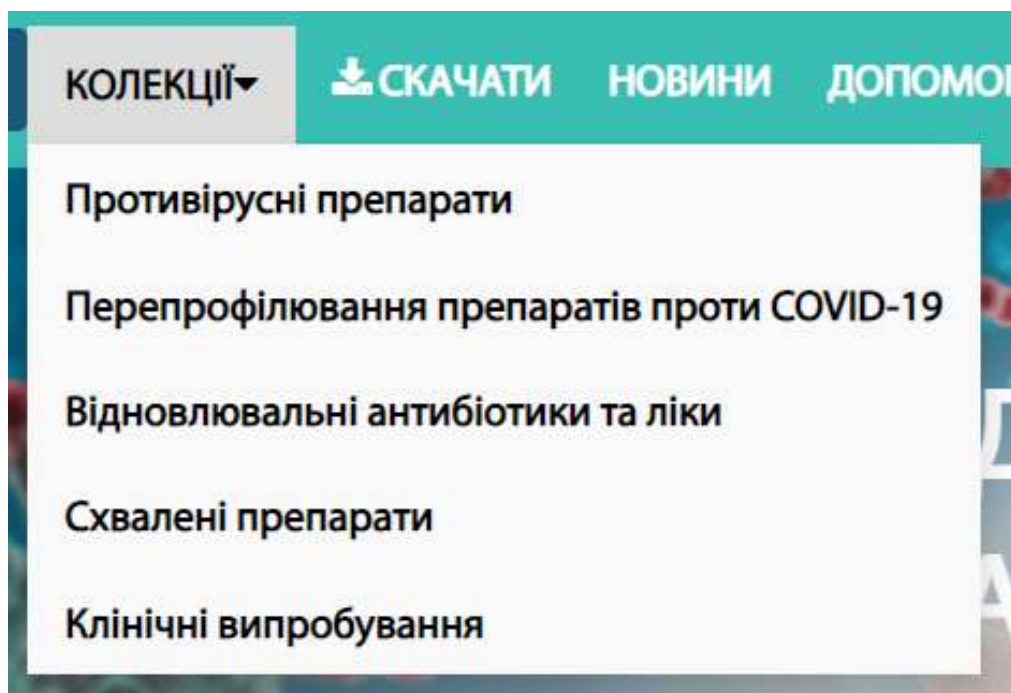 КОЛЕКЦІЇ СКАЧАТИ НОВИНИ
Противірусні препарати
Перепрофілювання препаратів проти COVID-19
Відновлювальні антибіотики та ліки
Схвалені препарати
Клінічні випробування